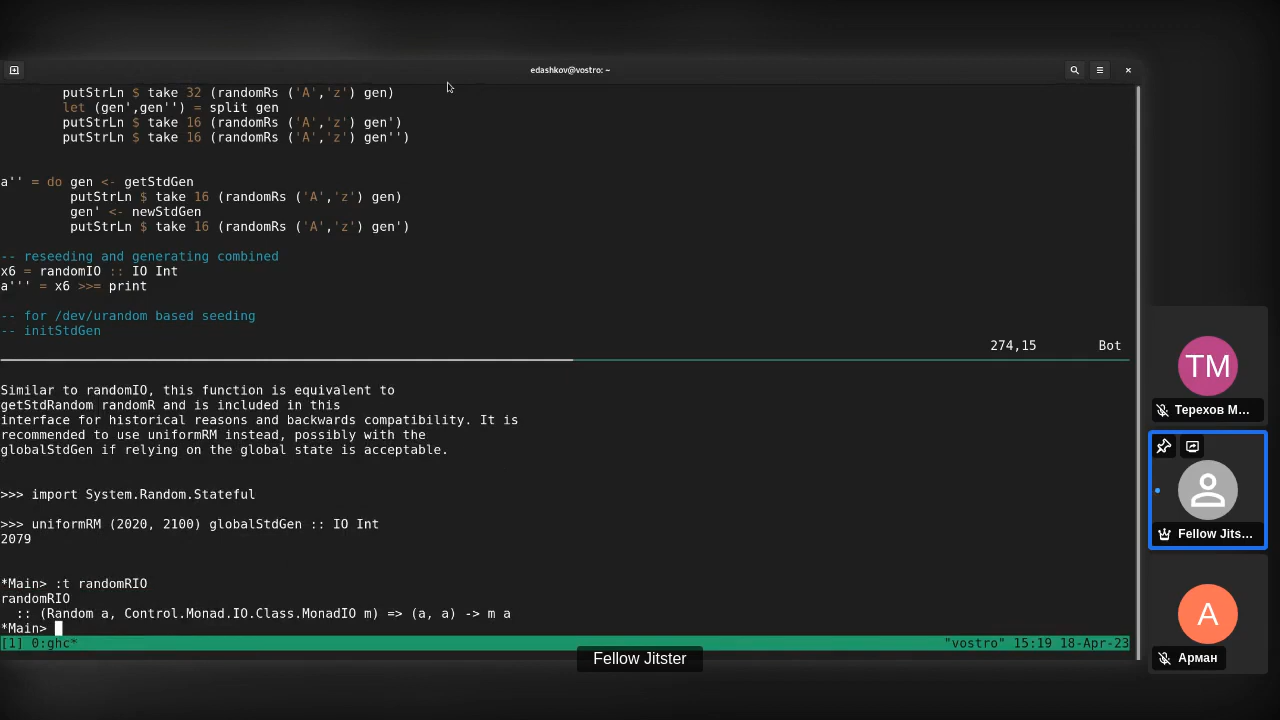 edashkov@vostro: ~
putStrLn $ take 32 (randomRs ('A','z') gen)
let (gen',gen'') = split gen
putStrLn $ take 16 (randomRs ('A','z') gen')
putStrLn $ take 16 (randomRs ('A','z') gen'')
a'' = do gen <- getStdGen
putStrLn $ take 16 (randomRs ('A','z') gen)
gen' <- newStdGen
putStrLn $ take 16 (randomRs ('A','z') gen')
-- reseeding and generating combined
x6 = randomIO :: IO Int
a''' = x6 >>= print
-- for /dev/urandom based seeding
-- initStdGen
274,15 Bot
Similar to randomIO, this function is equivalent to
getStdRandom randomR and is included in this
interface for historical reasons and backwards compatibility. It is
recommended to use uniformRM instead, possibly with the
globalStdGen if relying on the global state is acceptable.
>>> import System.Random.Stateful
>>> uniformRM (2020, 2100) globalStdGen :: IO Int
2079
*Main> :t randomRIO
randomRIO
:: (Random a, Control.Monad.IO.Class.MonadIO m) => (a, a) -> m a
*Main>
[1] 0:ghc* "vostro" 15:19 18-Apr-23
Fellow Jitster
TM
Терехов М...
Fellow Jits...
A
Арман